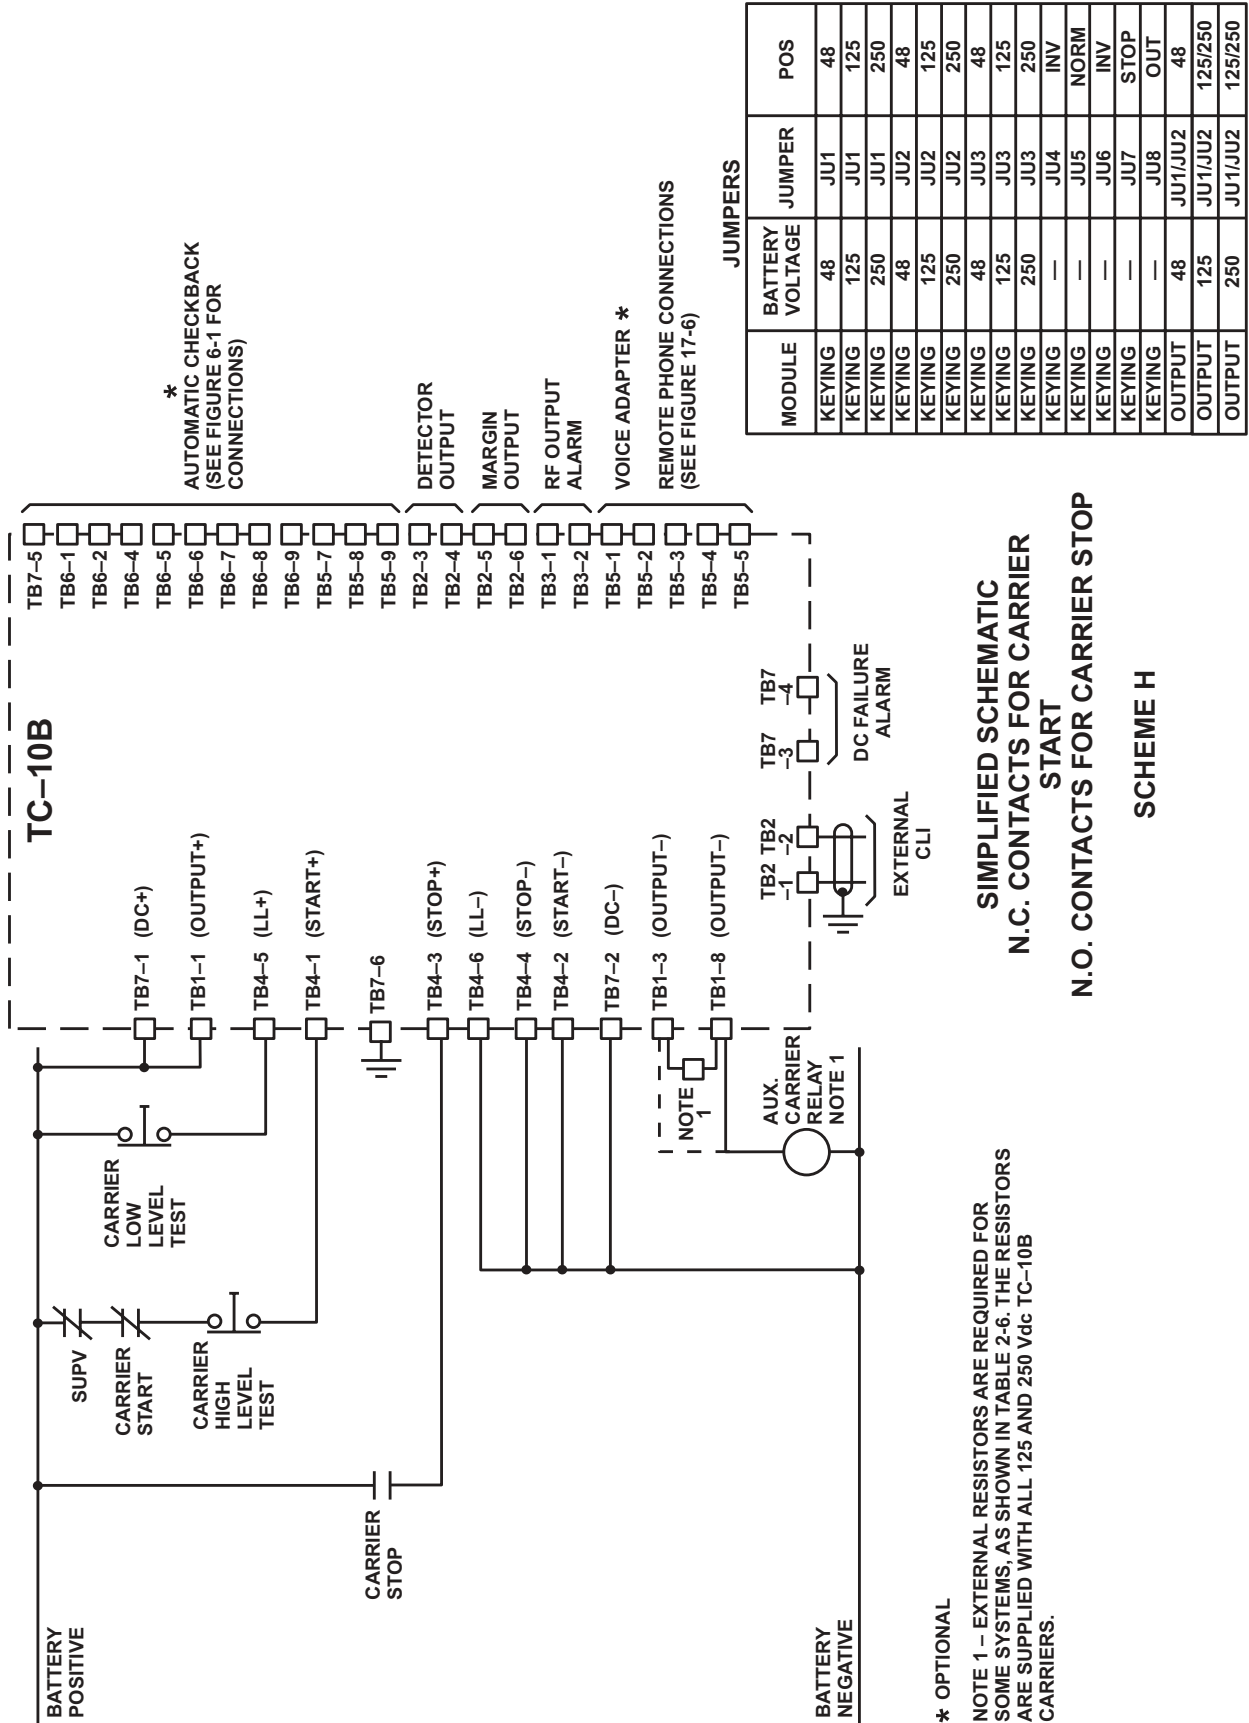 TC–10B
BATTERY
POSITIVE
CARRIER
STOP
SUPV
CARRIER
START
CARRIER
HIGH
LEVEL
TEST
CARRIER
LOW
LEVEL
TEST
TB7–1 (DC+)
TB1–1 (OUTPUT+)
TB4–5 (LL+)
TB4–1 (START+)
TB7–6
TB4–3 (STOP+)
TB4–6 (LL–)
TB4–4 (STOP–)
TB4–2 (START–)
TB7–2 (DC–)
TB1–3 (OUTPUT–)
TB1–8 (OUTPUT–)
NOTE
1
AUX.
CARRIER
RELAY
NOTE 1
BATTERY
NEGATIVE
TB7–5
TB6–1
TB6–2
TB6–4
TB6–5
TB6–6
TB6–7
TB6–8
TB6–9
TB5–7
TB5–8
TB5–9
TB2–3
TB2–4
TB2–5
TB2–6
TB3–1
TB3–2
TB5–1
TB5–2
TB5–3
TB5–4
TB5–5
*
AUTOMATIC CHECKBACK
(SEE FIGURE 6-1 FOR
CONNECTIONS)
DETECTOR
OUTPUT
MARGIN
OUTPUT
RF OUTPUT
ALARM
VOICE ADAPTER *
REMOTE PHONE CONNECTIONS
(SEE FIGURE 17-6)
TB2 TB2
–1 –2
EXTERNAL
CLI
TB7 TB7
–3 –4
DC FAILURE
ALARM
JUMPERS
MODULE BATTERY VOLTAGE JUMPER POS
KEYING 48 JU1 48
KEYING 125 JU1 125
KEYING 250 JU1 250
KEYING 48 JU2 48
KEYING 125 JU2 125
KEYING 250 JU2 250
KEYING 48 JU3 48
KEYING 125 JU3 125
KEYING 250 JU3 250
KEYING — JU4 INV
KEYING — JU5 NORM
KEYING — JU6 INV
KEYING — JU7 STOP
KEYING — JU8 OUT
OUTPUT 48 JU1/JU2 48
OUTPUT 125 JU1/JU2 125/250
OUTPUT 250 JU1/JU2 125/250
* OPTIONAL
NOTE 1 – EXTERNAL RESISTORS ARE REQUIRED FOR
SOME SYSTEMS, AS SHOWN IN TABLE 2-6. THE RESISTORS
ARE SUPPLIED WITH ALL 125 AND 250 Vdc TC–10B
CARRIERS.
SIMPLIFIED SCHEMATIC
N.C. CONTACTS FOR CARRIER
START
N.O. CONTACTS FOR CARRIER STOP
SCHEME H